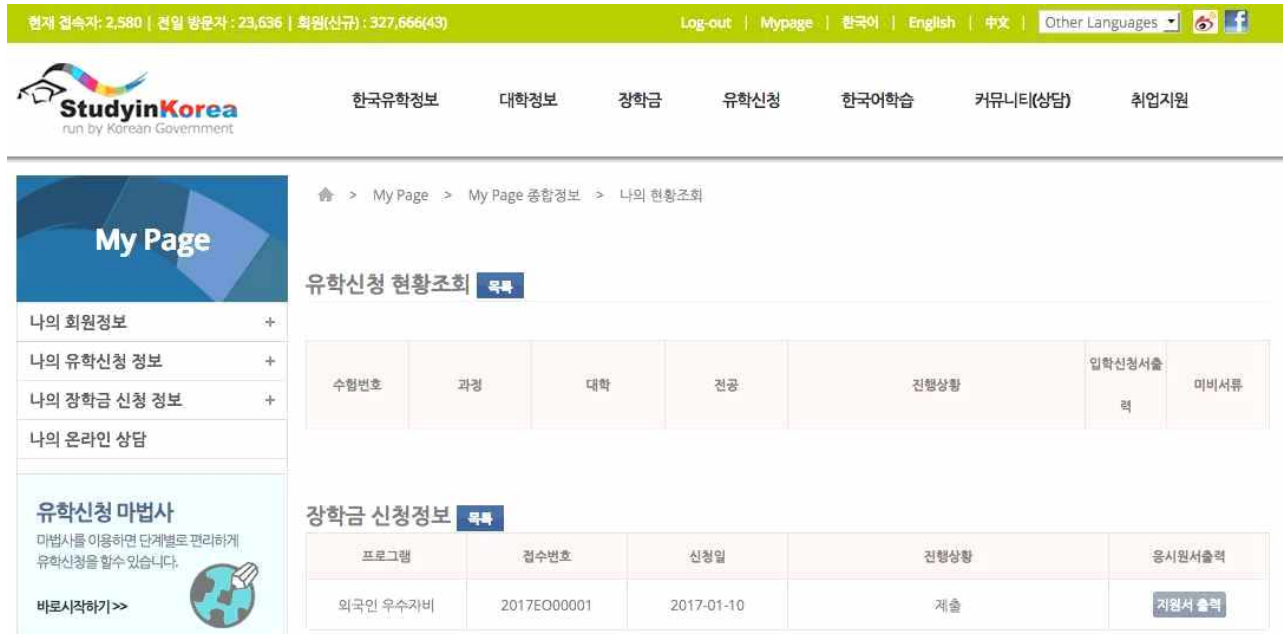 현재 접속자: 2,580 | 전일 방문자 : 23,636 | 회원(신규) : 327,666(43)
Log-out | Mypage | 한국어 | English | 中文 | Other Languages
StudyinKorea
run by Korean Government
한국유학정보 대학정보 장학금 유학신청 한국어학습 커뮤니티(상담) 취업지원
My Page
> My Page > My Page 종합정보 > 나의 현황조회
나의 회원정보 +
나의 유학신청 정보 +
나의 장학금 신청 정보 +
나의 온라인 상담
유학신청 마법사
마법사를 이용하면 단계별로 편리하게
유학신청을 할수 있습니다.
바로시작하기 >>
유학신청 현황조회 목록
수험번호 과정 대학 전공 진행상황 입학신청서출력 미비서류
장학금 신청정보 목록
프로그램 접수번호 신청일 진행상황 응시원서출력
외국인 우수자비 2017EO00001 2017-01-10 제출 지원서 출력